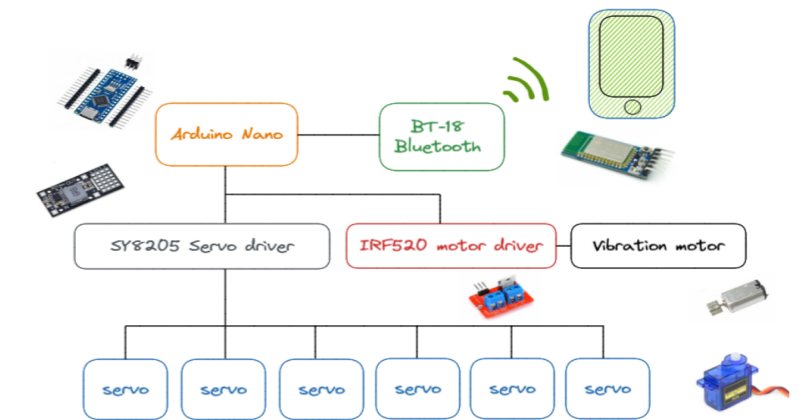 Arduino Nano
BT-18
Bluetooth
SY8205 Servo driver
IRF520 motor driver
Vibration motor
servo
servo
servo
servo
servo
servo